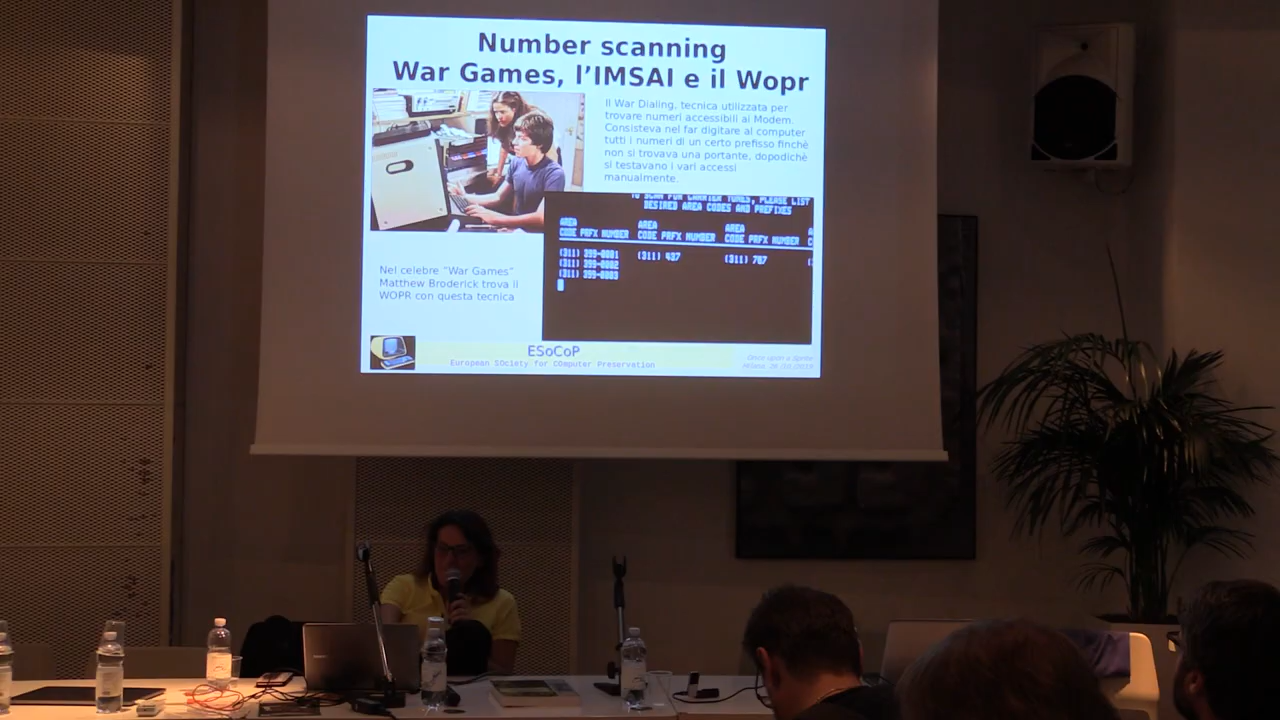 Number scanning
War Games, l'IMSAI e il Wopr
Il War Dialing, tecnica utilizzata per
trovare numeri accessibili ai Modem.
Consisteva nel far digitare al computer
tutti i numeri di un certo prefisso finchè
non si trovava una portante, dopodichè
si testavano i vari accessi
manualmente.
TO SCAN FOR CARRIER TONES, PLEASE LIST
DESIRED AREA CODES AND PREFIXES
AREA AREA AREA
CODE PRFX NUMBER CODE PRFX NUMBER CODE PRFX NUMBER
(311) 399-0001 (311) 437 (311) 767
(311) 399-0002
(311) 399-0003
Nel celebre "War Games"
Matthew Broderick trova il
WOPR con questa tecnica
ESoCoP
European SOciety for COmputer Preservation
Once upon a Sprite